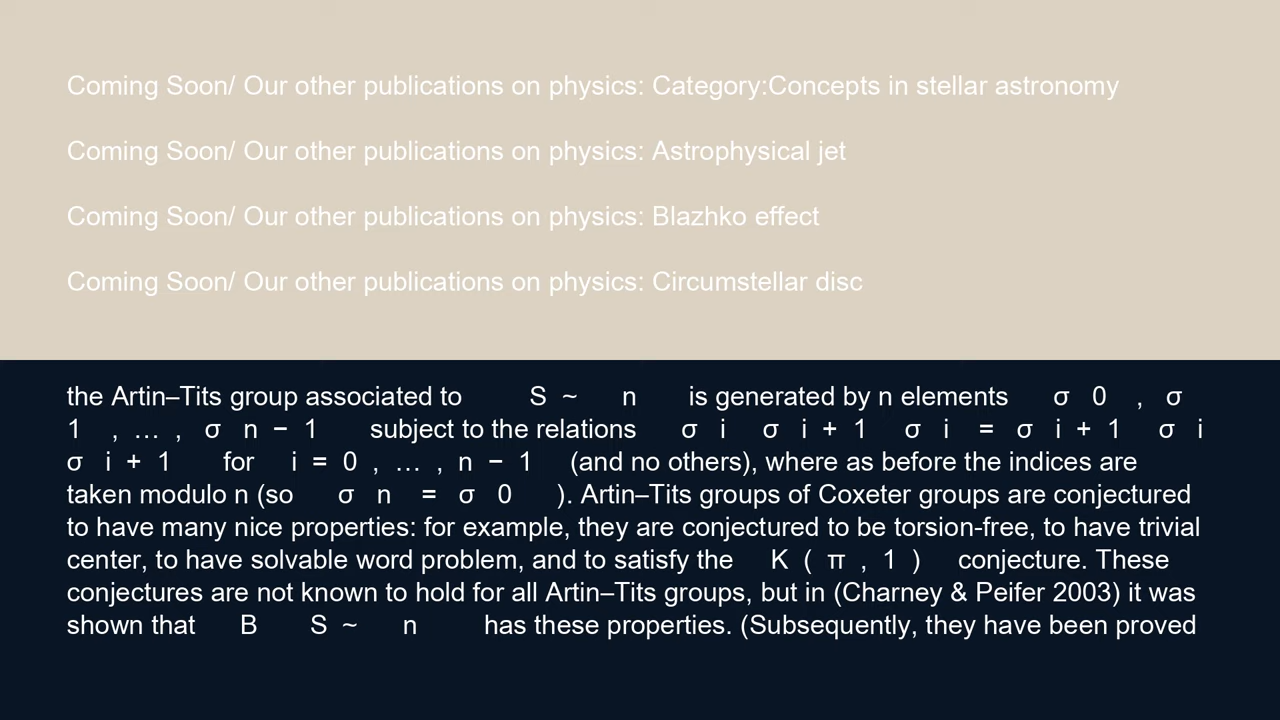 Coming Soon/ Our other publications on physics: Category:Concepts in stellar astronomy
Coming Soon/ Our other publications on physics: Astrophysical jet
Coming Soon/ Our other publications on physics: Blazhko effect
Coming Soon/ Our other publications on physics: Circumstellar disc
the Artin–Tits group associated to S ~ n is generated by n elements σ 0 , σ
1 , … , σ n − 1 subject to the relations σ i σ i + 1 σ i = σ i + 1 σ i
σ i + 1 for i = 0 , … , n − 1 (and no others), where as before the indices are
taken modulo n (so σ n = σ 0 ). Artin–Tits groups of Coxeter groups are conjectured
to have many nice properties: for example, they are conjectured to be torsion-free, to have trivial
center, to have solvable word problem, and to satisfy the K ( π , 1 ) conjecture. These
conjectures are not known to hold for all Artin–Tits groups, but in (Charney & Peifer 2003) it was
shown that B S ~ n has these properties. (Subsequently, they have been proved